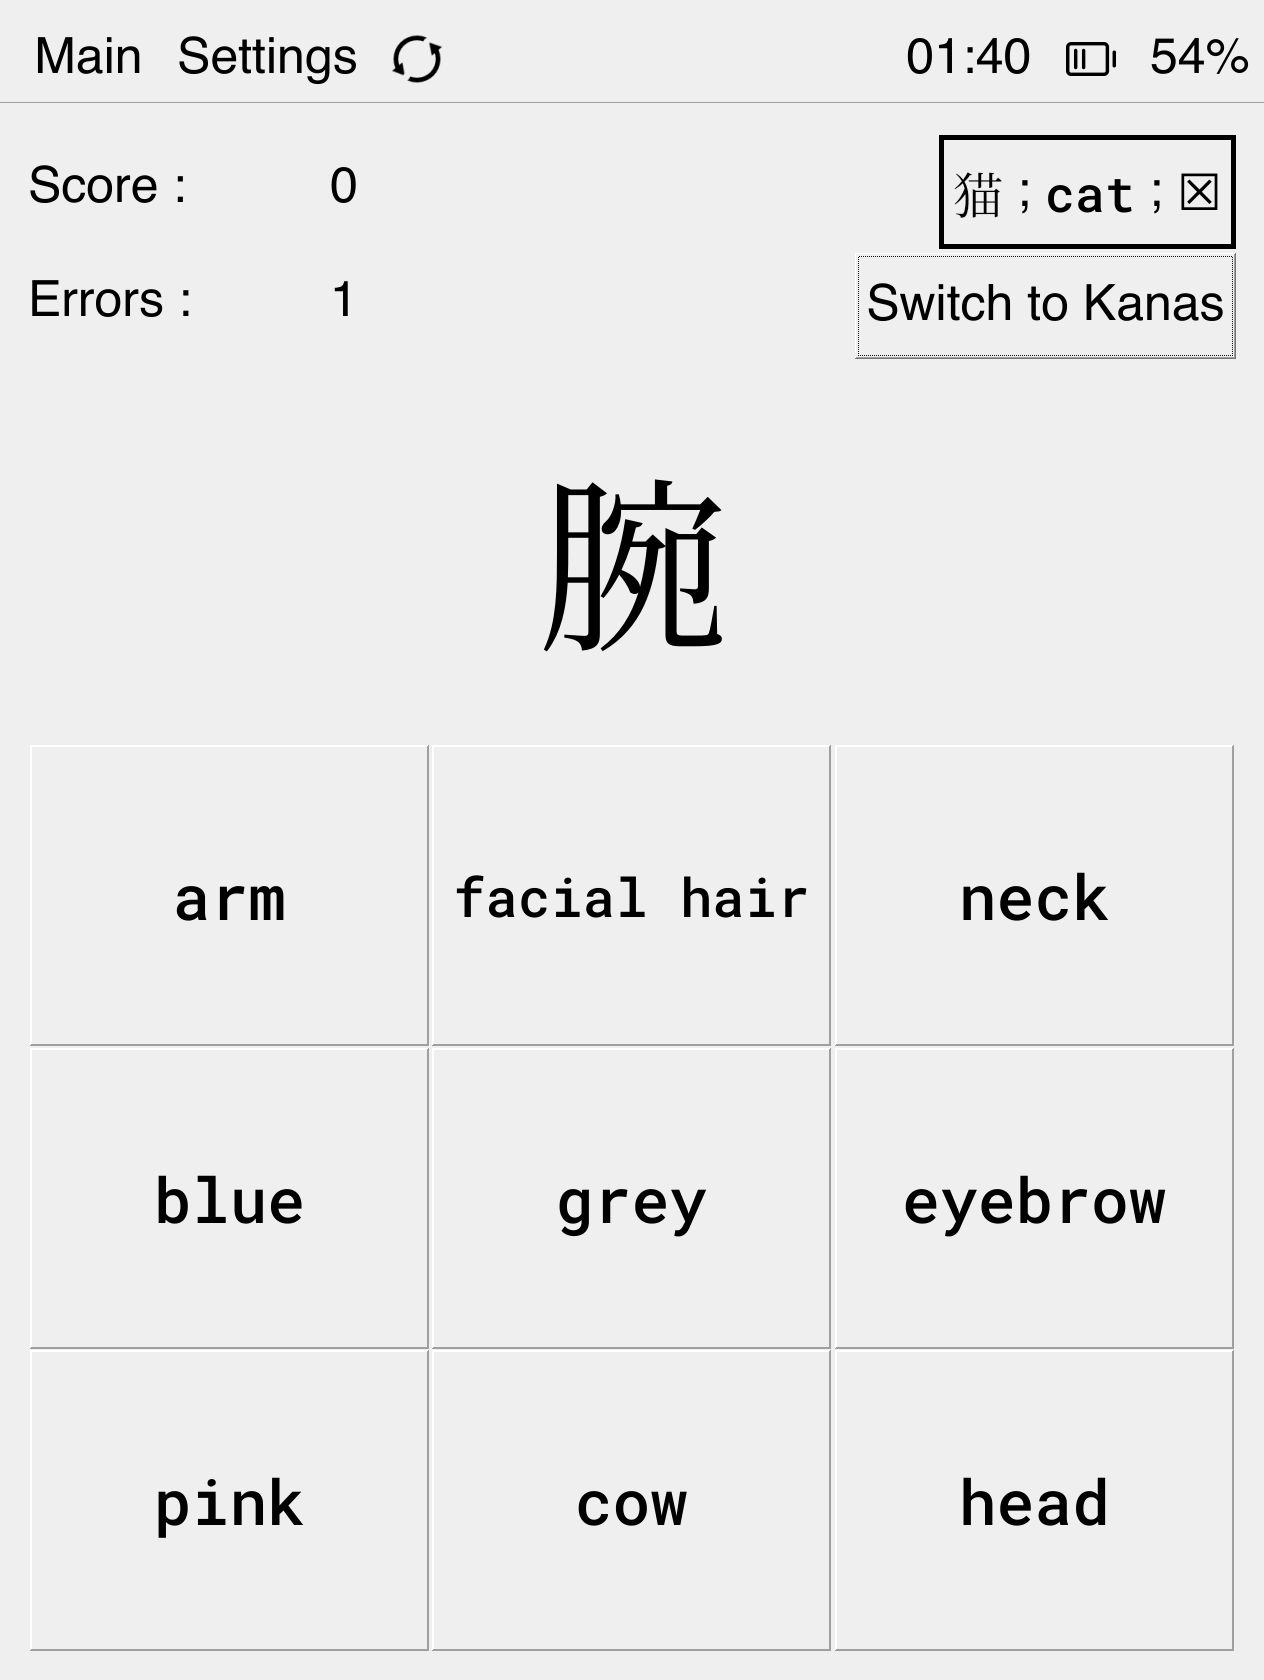 Main Settings 01:40 54%
Score : 0
猫 ; cat ; ☒
Errors : 1
Switch to Kanas
腕
arm facial hair neck
blue grey eyebrow
pink cow head